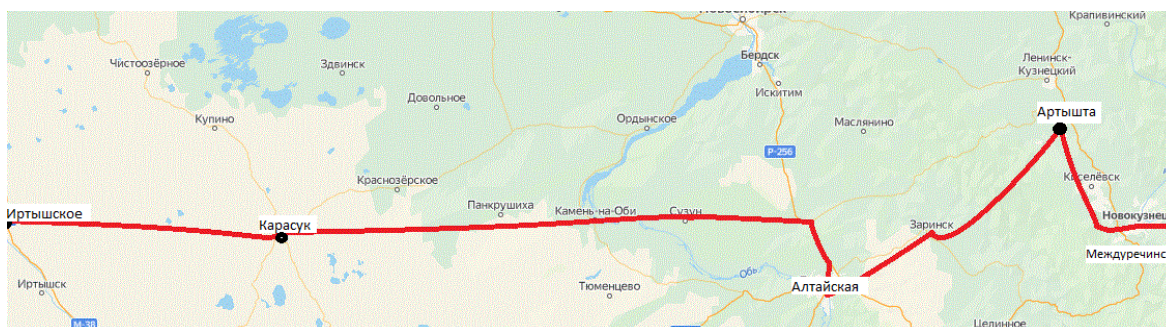 Новосибирск
Крапивинский
Чистоозёрное
Здвинск
Бердск
Ленинск-
Кузнецкий
Искитим
Довольное
Купино
Ордынское
Маслянино
Артышта
Р-256
Краснозёрское
Киселёвск
Панкрушиха
Камень-на-Оби
Сузун
Иртышское
Карасук
Заринск
Новокузнец
Междуреченск
Обь
Иртышск
Тюменцево
Алтайская
М-38
Целинное